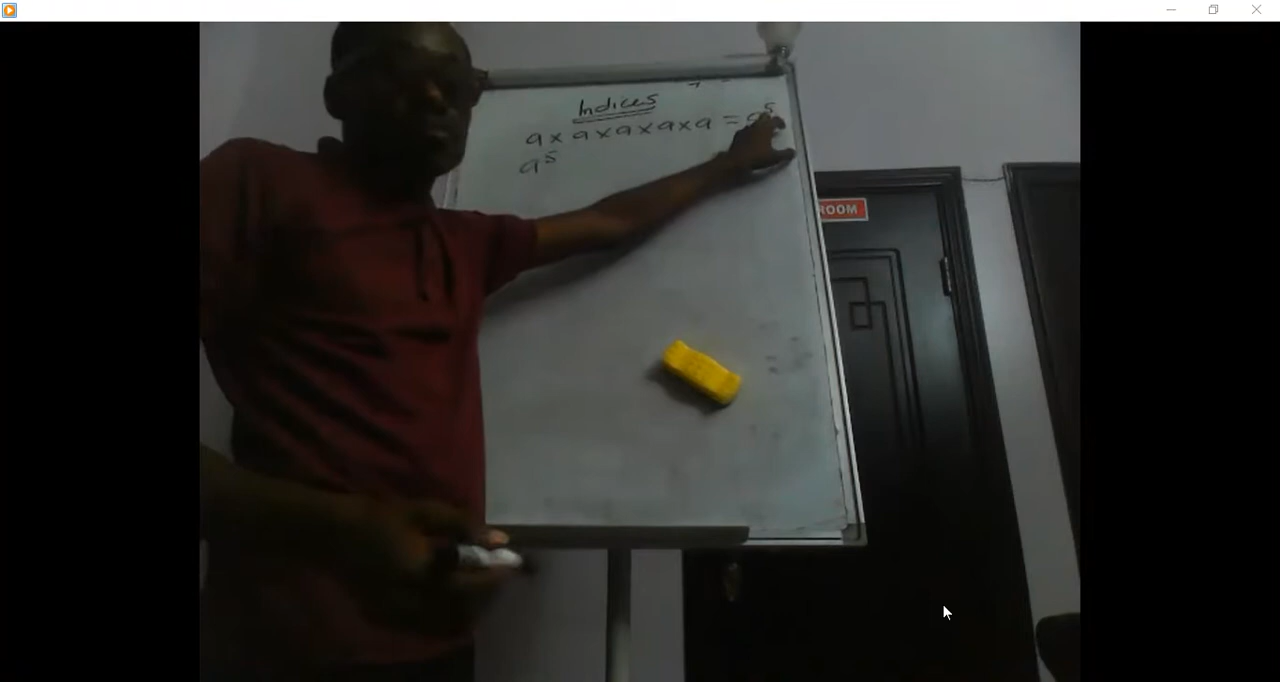 Indices
a x a x a x a x a = a⁵
a⁵
ROOM